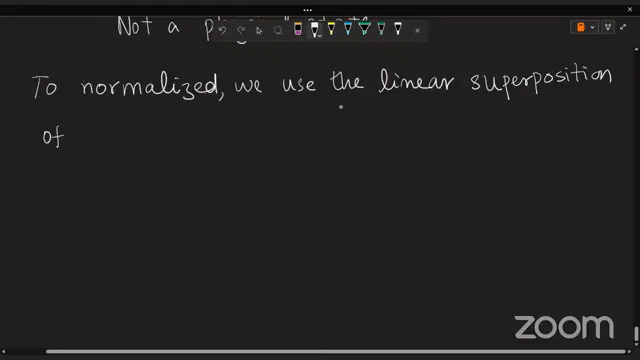 Not a
To normalized, we use the linear superposition
of
zoom